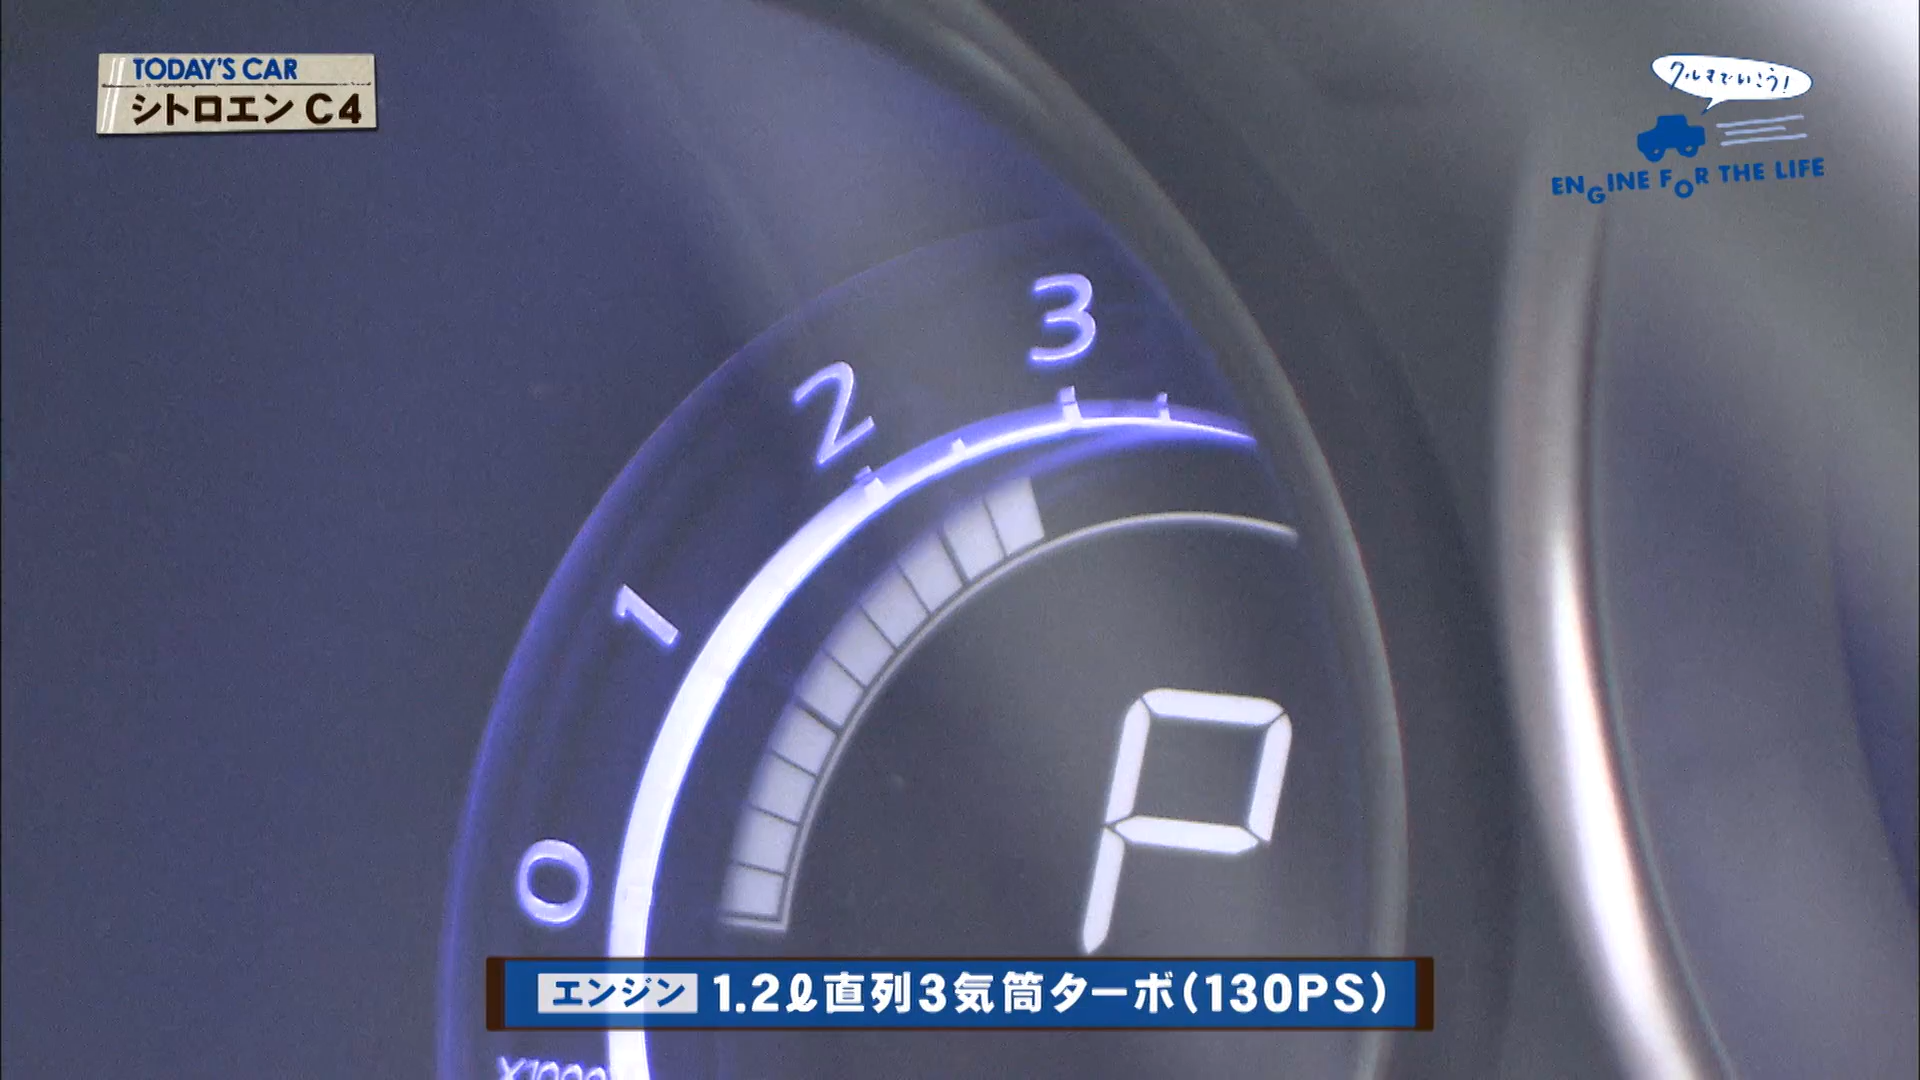 TODAY'S CAR
シトロエン C4
クルマでいこう!
ENGINE FOR THE LIFE
3
2
1
P
0
エンジン 1.2ℓ直列3気筒ターボ(130PS)